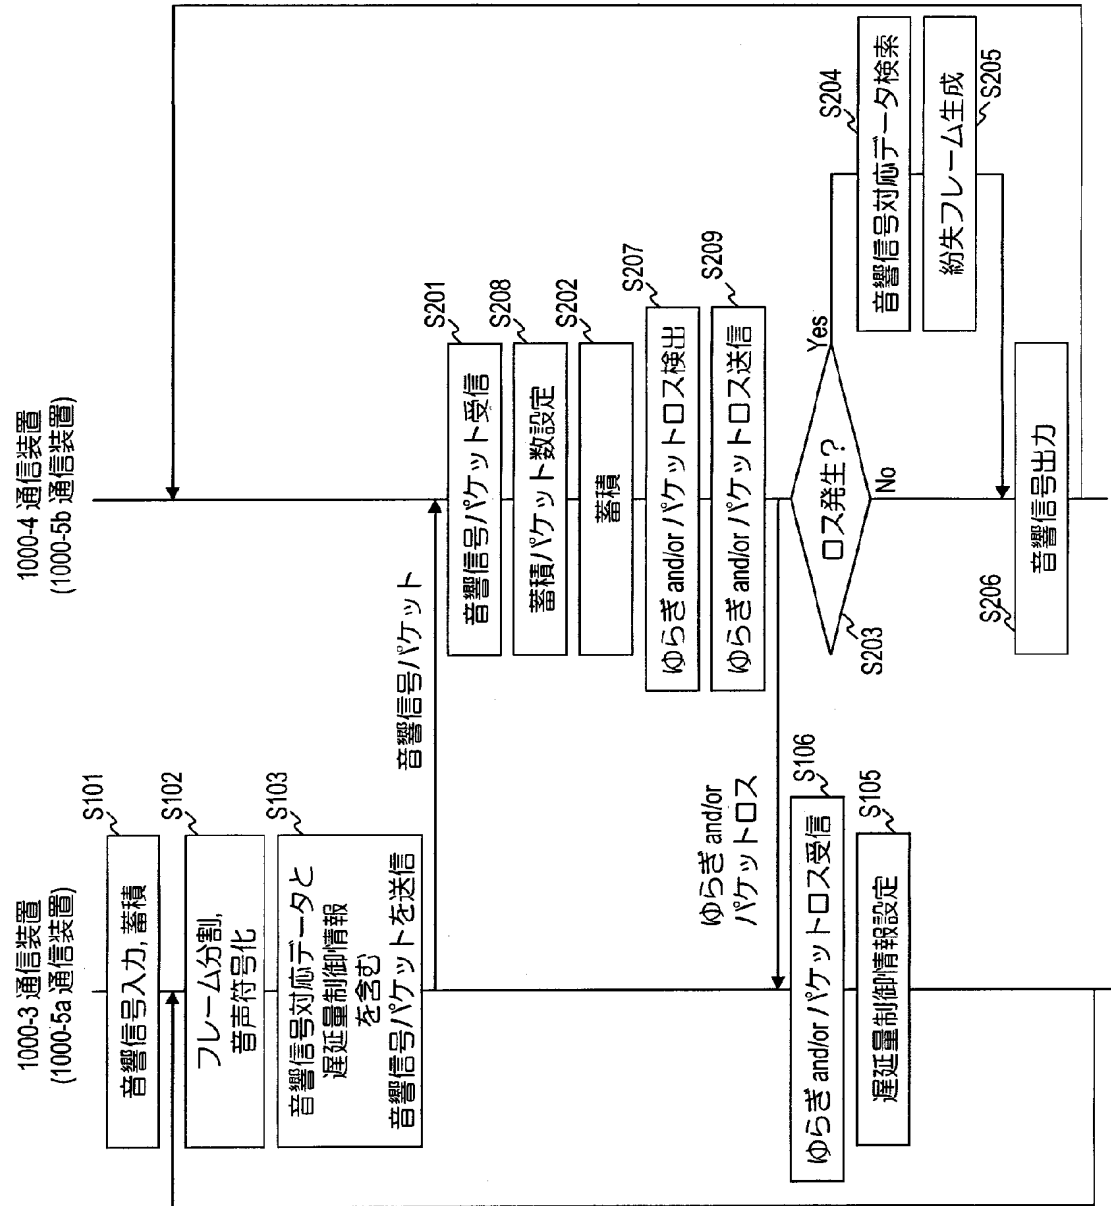 1000-3 通信装置
(1000-5a 通信装置)
S101
音響信号入力, 蓄積
S102
フレーム分割,
音声符号化
S103
音響信号対応データと
遅延量制御情報
を含む
音響信号パケットを送信
音響信号パケット
ゆらぎ and/or
パケットロス
S106
ゆらぎ and/or パケットロス受信
S105
遅延量制御情報設定
1000-4 通信装置
(1000-5b 通信装置)
S201
音響信号パケット受信
S208
蓄積パケット数設定
S202
蓄積
S207
ゆらぎ and/or パケットロス検出
S209
ゆらぎ and/or パケットロス送信
ロス発生？
S203
Yes
No
S204
音響信号対応データ検索
S205
紛失フレーム生成
S206
音響信号出力